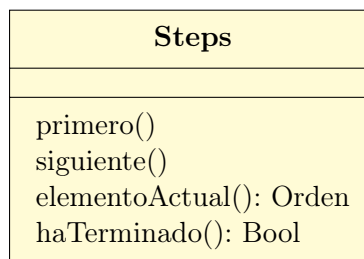 Steps
primero()
siguiente()
elementoActual(): Orden
haTerminado(): Bool